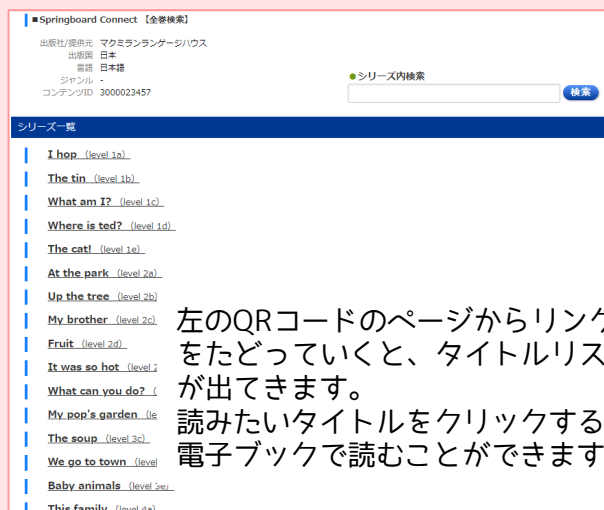 ■Springboard Connect 【全巻検索】
出版社/提供元 マクミランランゲージハウス
出版国 日本
言語 日本語
ジャンル -
コンテンツID 3000023457
●シリーズ内検索
検索
シリーズ一覧
I hop （level 1a）
The tin （level 1b）
What am I? （level 1c）
Where is ted? （level 1d）
The cat! （level 1e）
At the park （level 2a）
Up the tree （level 2b）
My brother （level 2c）
Fruit （level 2d）
It was so hot （level 2
What can you do? （
My pop's garden （le
The soup （level 3c）
We go to town （level
Baby animals （level 3e）
This family （level 4a）
左のQRコードのページからリンク
をたどっていくと、タイトルリス
が出てきます。
読みたいタイトルをクリックする
電子ブックで読むことができます